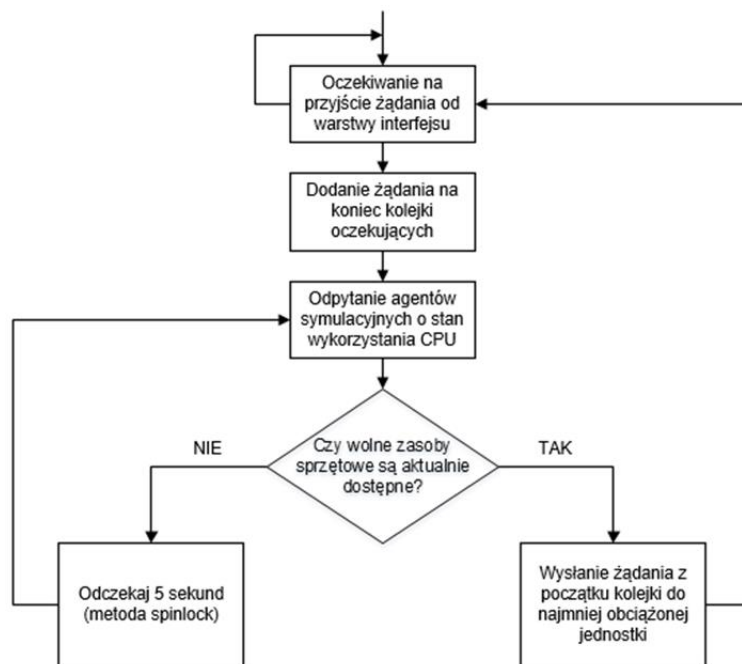 Oczekiwanie na
przyjście żądania od
warstwy interfejsu
Dodanie żądania na
koniec kolejki
oczekujących
Odpytanie agentów
symulacyjnych o stan
wykorzystania CPU
NIE
Czy wolne zasoby
sprzętowe są aktualnie
dostępne?
TAK
Odczekaj 5 sekund
(metoda spinlock)
Wysłanie żądania z
początku kolejki do
najmniej obciążonej
jednostki